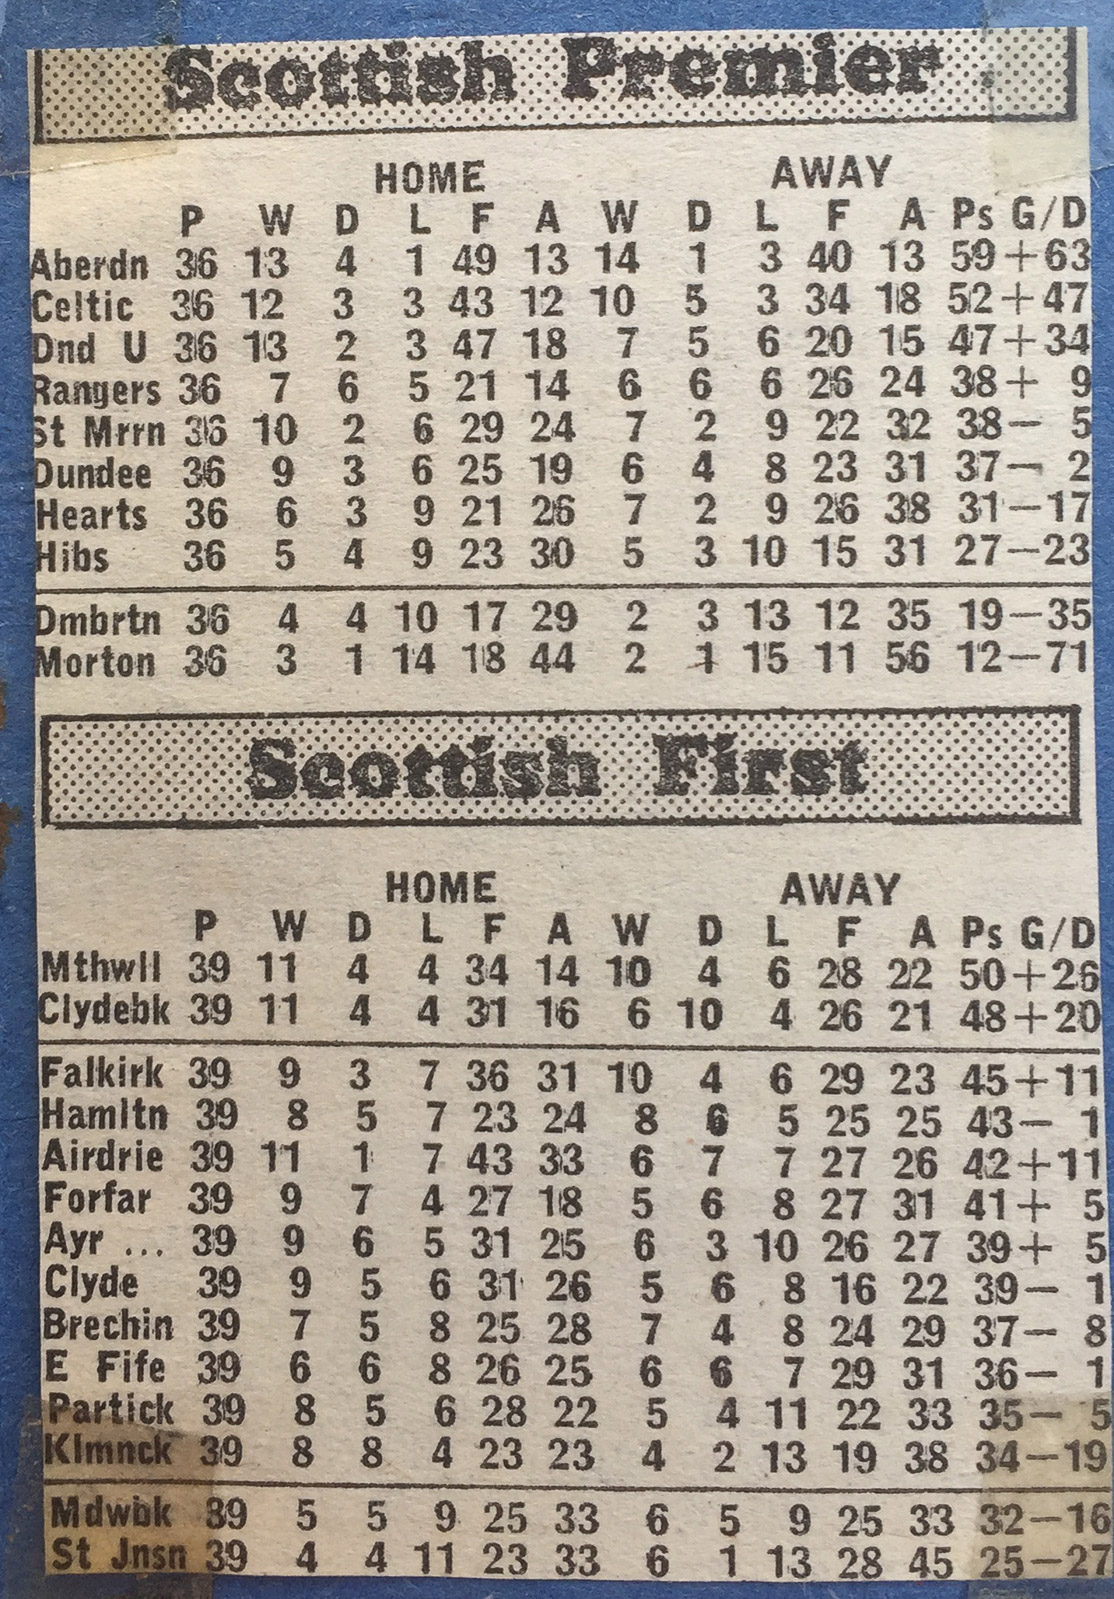 Scottish Premier
HOME AWAY
P W D L F A W D L F A Ps G/D
Aberdn 36 13 4 1 49 13 14 1 3 40 13 59+63
Celtic 36 12 3 3 43 12 10 5 3 34 18 52+47
Dnd U 36 13 2 3 47 18 7 5 6 20 15 47+34
Rangers 36 7 6 5 21 14 6 6 6 26 24 38+ 9
St Mrrn 36 10 2 6 29 24 7 2 9 22 32 38- 5
Dundee 36 9 3 6 25 19 6 4 8 23 31 37- 2
Hearts 36 6 3 9 21 26 7 2 9 26 38 31-17
Hibs 36 5 4 9 23 30 5 3 10 15 31 27-23
Dmbrtn 36 4 4 10 17 29 2 3 13 12 35 19-35
Morton 36 3 1 14 18 44 2 1 15 11 56 12-71
Scottish First
HOME AWAY
P W D L F A W D L F A Ps G/D
Mthwll 39 11 4 4 34 14 10 4 6 28 22 50+26
Clydebk 39 11 4 4 31 16 6 10 4 26 21 48+20
Falkirk 39 9 3 7 36 31 10 4 6 29 23 45+11
Hamltn 39 8 5 7 23 24 8 6 5 25 25 43- 1
Airdrie 39 11 1 7 43 33 6 7 7 27 26 42+11
Forfar 39 9 7 4 27 18 5 6 8 27 31 41+ 5
Ayr ... 39 9 6 5 31 25 6 3 10 26 27 39+ 5
Clyde 39 9 5 6 31 26 5 6 8 16 22 39- 1
Brechin 39 7 5 8 25 28 7 4 8 24 29 37- 8
E Fife 39 6 6 8 26 25 6 6 7 29 31 36- 1
Partick 39 8 5 6 28 22 5 4 11 22 33 35- 5
Klmnck 39 8 8 4 23 23 4 2 13 19 38 34-19
Mdwbk 39 5 5 9 25 33 6 5 9 25 33 32-16
St Jnsn 39 4 4 11 23 33 6 1 13 28 45 25-27